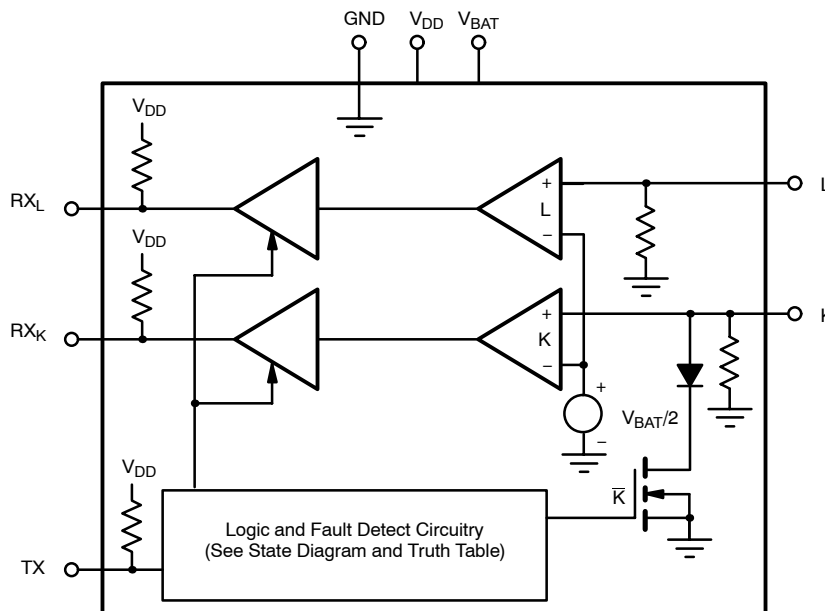 GND VDD VBAT
VDD
+
RXL
L
L
−
VDD
+
K
RXK
K
−
+
VBAT/2
−
VDD
K̅
Logic and Fault Detect Circuitry
(See State Diagram and Truth Table)
TX